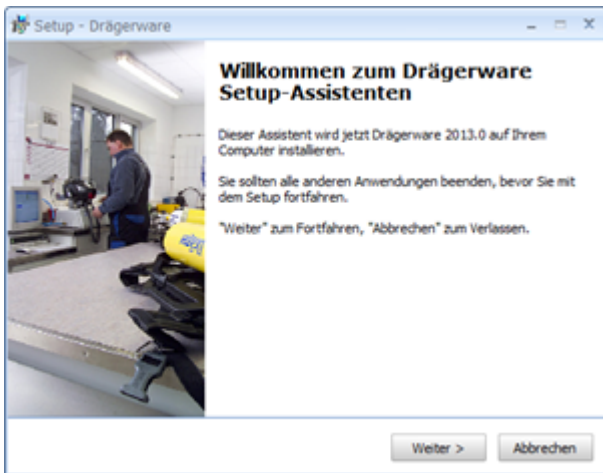 Setup - Drägerware
Willkommen zum Drägerware
Setup-Assistenten
Dieser Assistent wird jetzt Drägerware 2013.0 auf Ihrem
Computer installieren.
Sie sollten alle anderen Anwendungen beenden, bevor Sie mit
dem Setup fortfahren.
"Weiter" zum Fortfahren, "Abbrechen" zum Verlassen.
Weiter >
Abbrechen